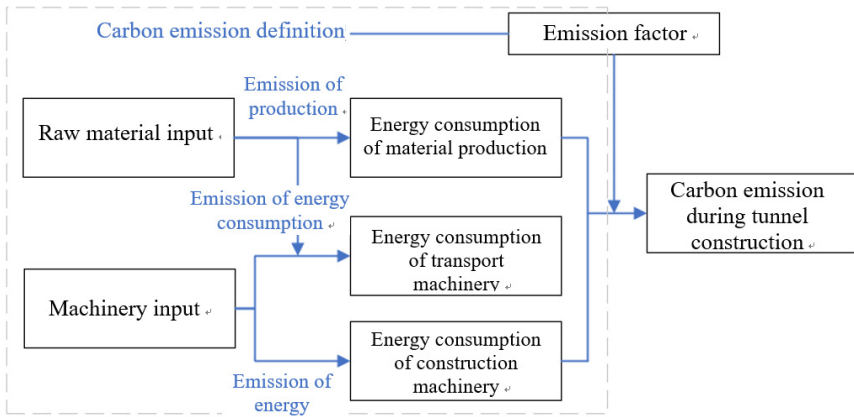 Carbon emission definition
Emission factor
Emission of
production
Raw material input
Energy consumption
of material production
Emission of energy
consumption
Carbon emission
during tunnel
construction
Energy consumption
of transport
machinery
Machinery input
Energy consumption
of construction
machinery
Emission of
energy